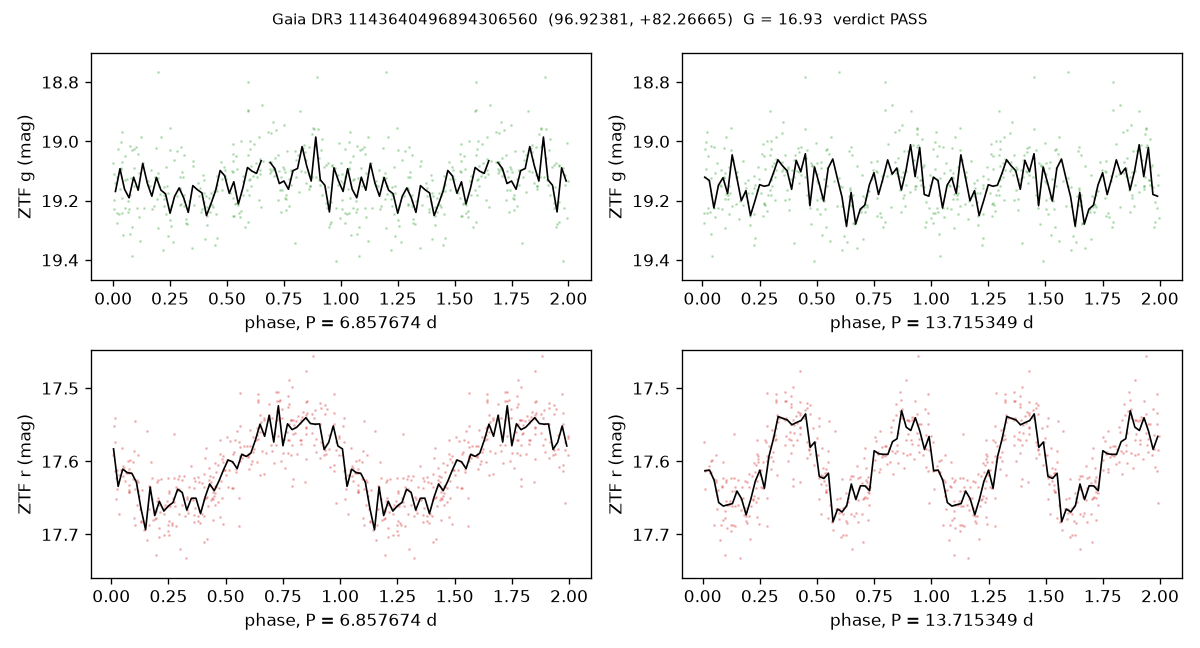 Gaia DR3 1143640496894306560  (96.92381, +82.26665)  G = 16.93  verdict PASS
ZTF g (mag)
18.8
19.0
19.2
19.4
0.00 0.25 0.50 0.75 1.00 1.25 1.50 1.75 2.00
phase, P = 6.857674 d
ZTF g (mag)
18.8
19.0
19.2
19.4
0.00 0.25 0.50 0.75 1.00 1.25 1.50 1.75 2.00
phase, P = 13.715349 d
ZTF r (mag)
17.5
17.6
17.7
0.00 0.25 0.50 0.75 1.00 1.25 1.50 1.75 2.00
phase, P = 6.857674 d
ZTF r (mag)
17.5
17.6
17.7
0.00 0.25 0.50 0.75 1.00 1.25 1.50 1.75 2.00
phase, P = 13.715349 d